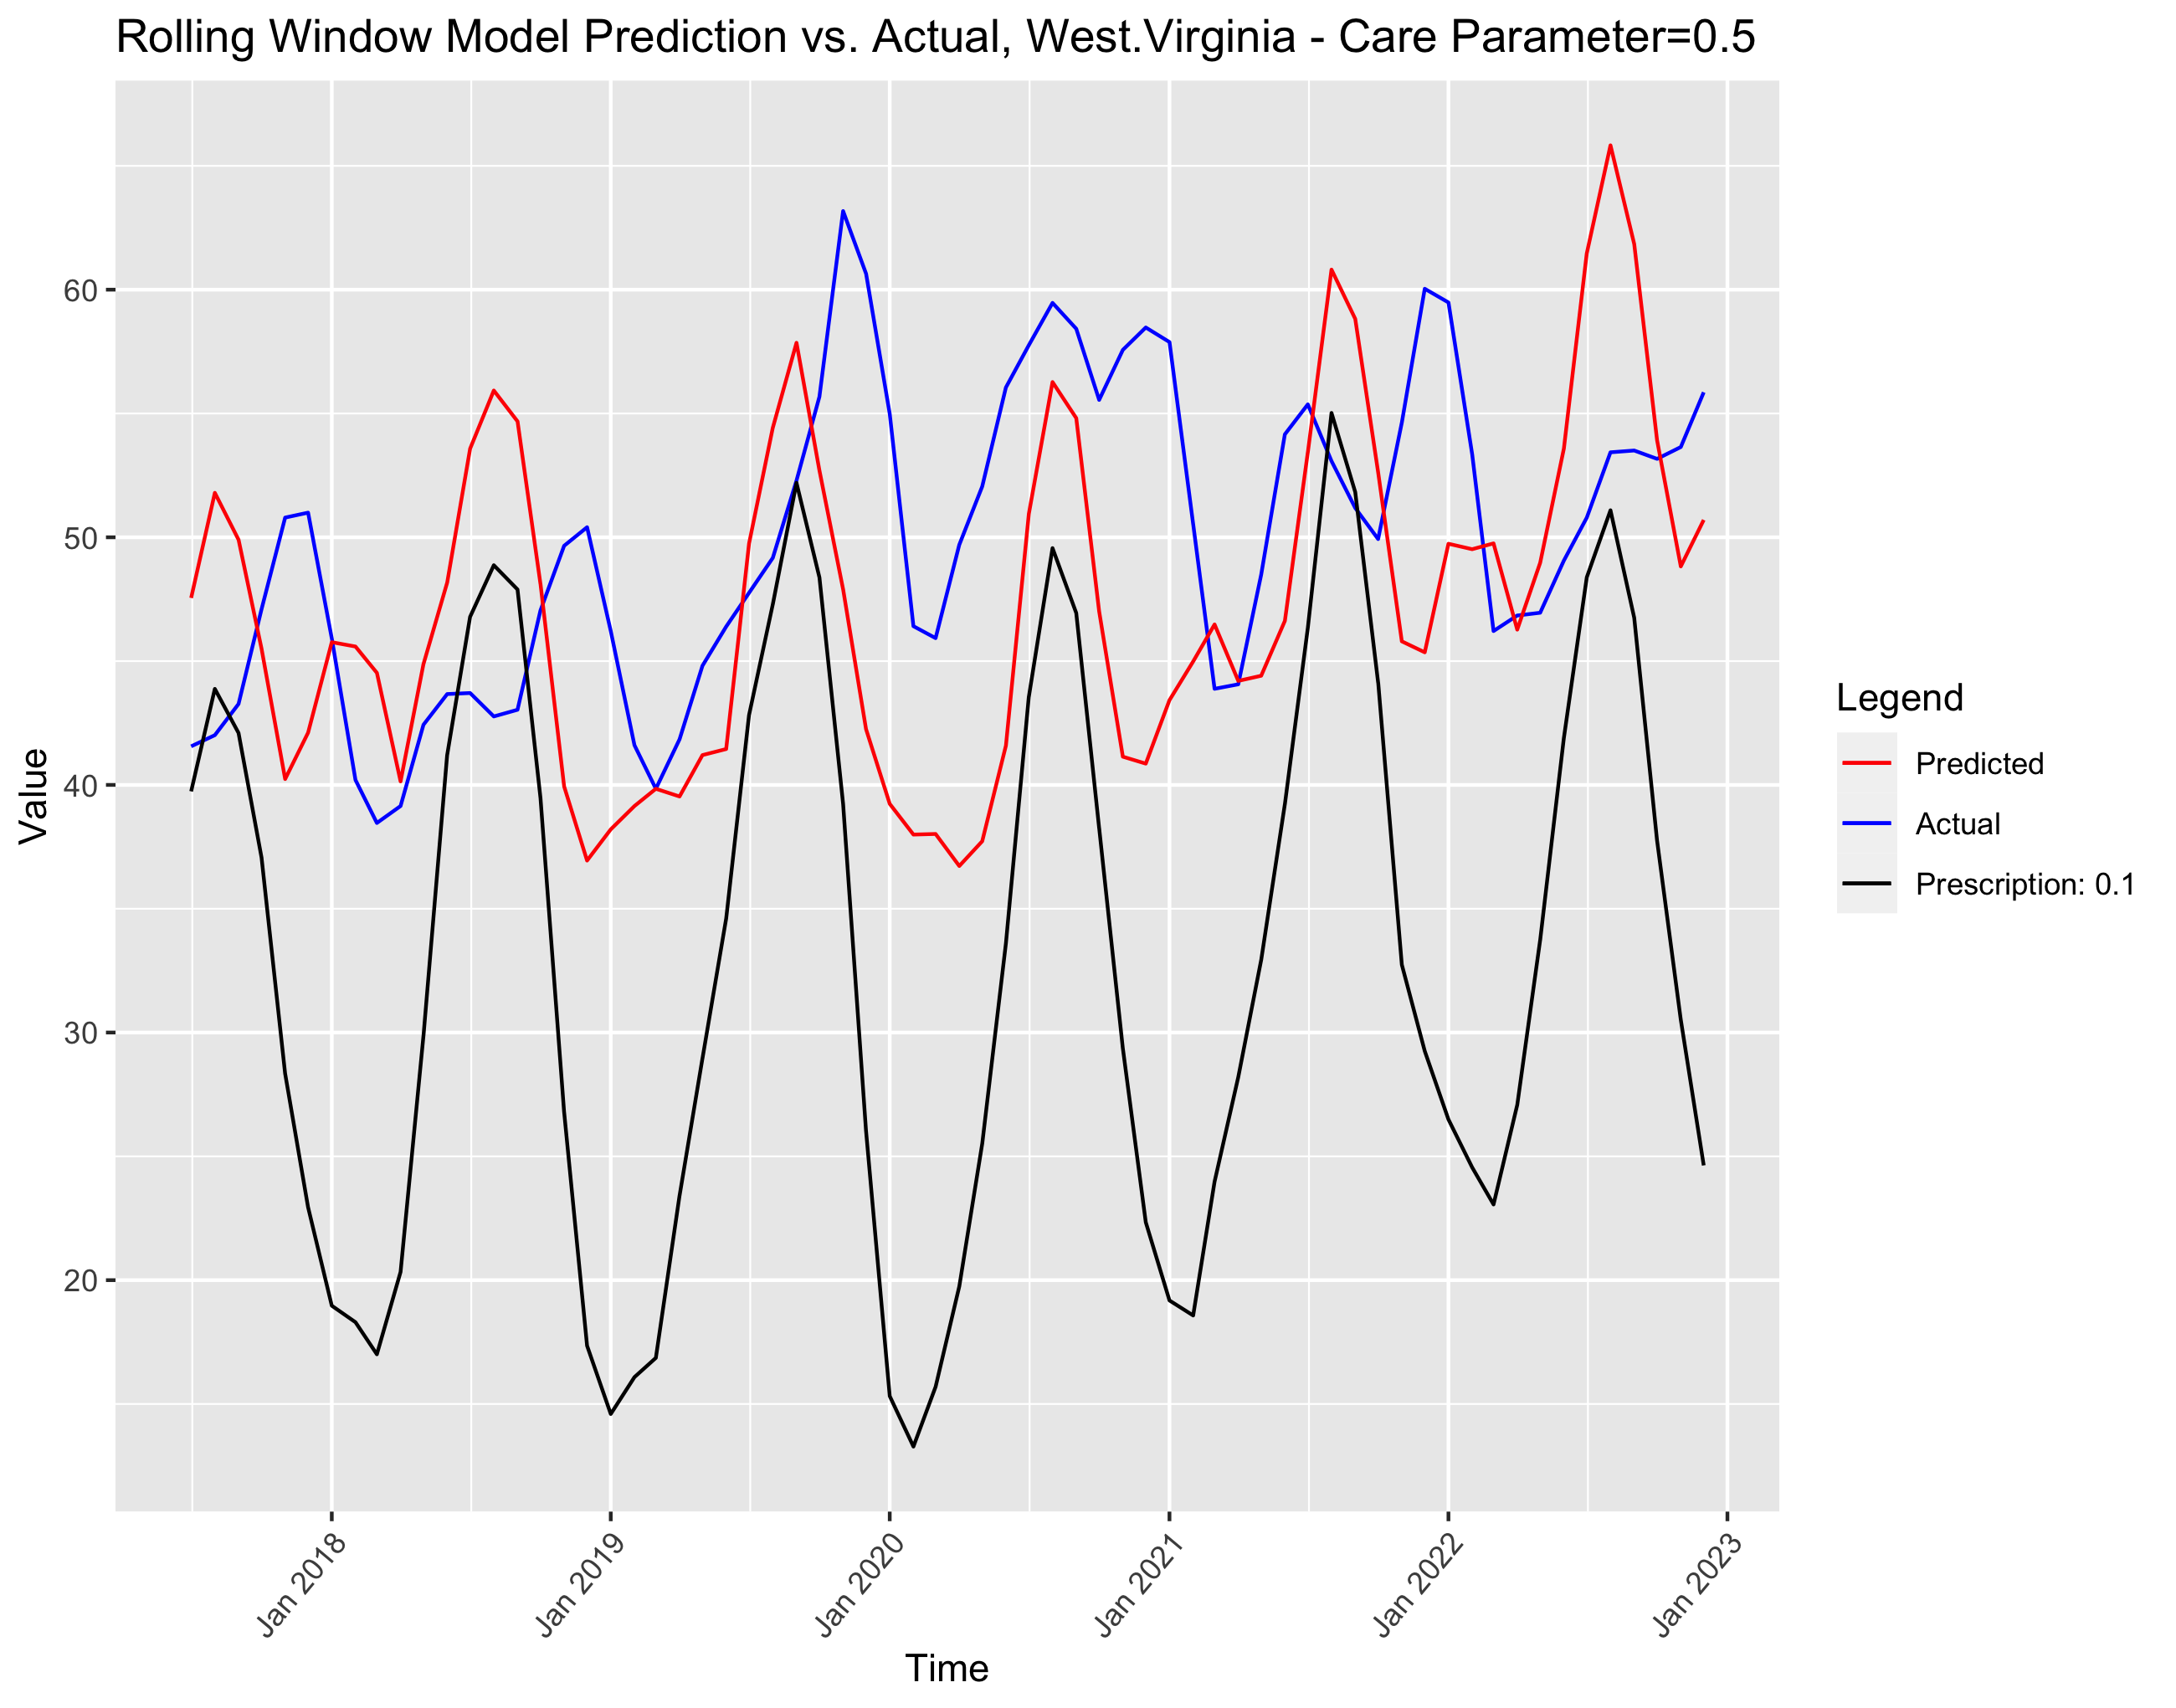 Rolling Window Model Prediction vs. Actual, West.Virginia - Care Parameter=0.5
Value
60
50
40
30
20
Jan 2018
Jan 2019
Jan 2020
Jan 2021
Jan 2022
Jan 2023
Time
Legend
Predicted
Actual
Prescription: 0.1